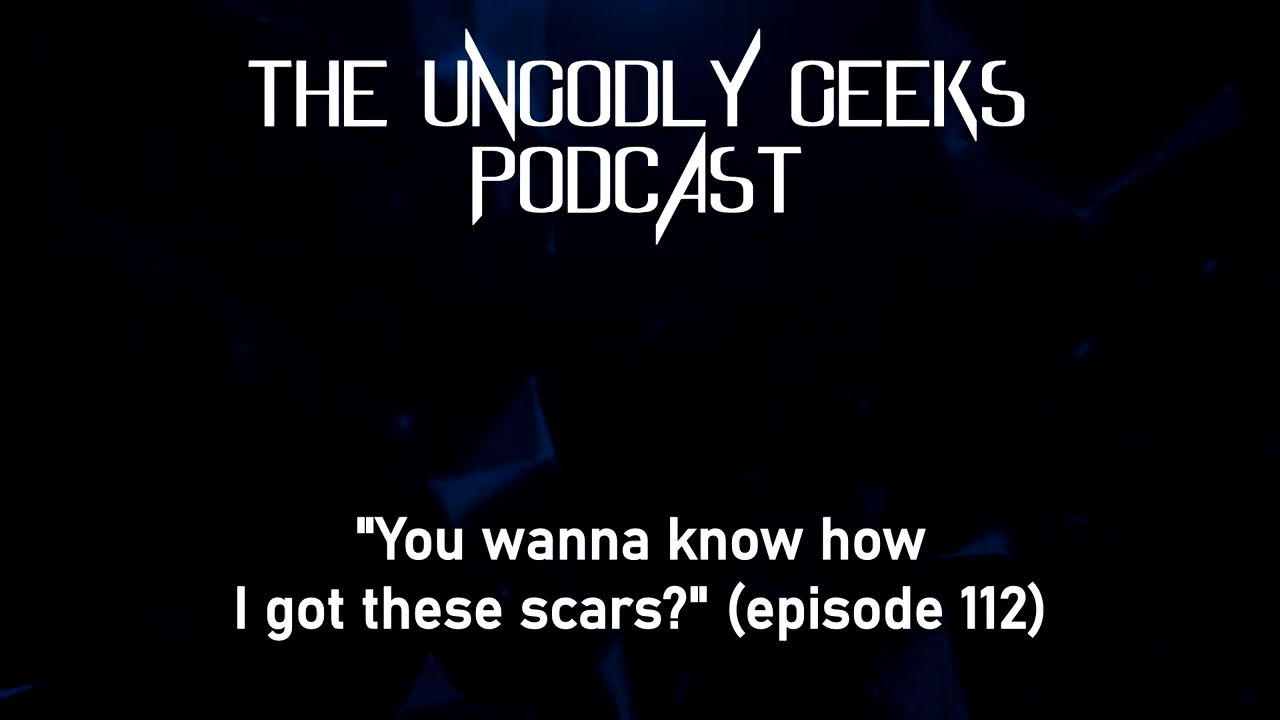 THE UNGODLY GEEKS
PODCAST
"You wanna know how
I got these scars?" (episode 112)